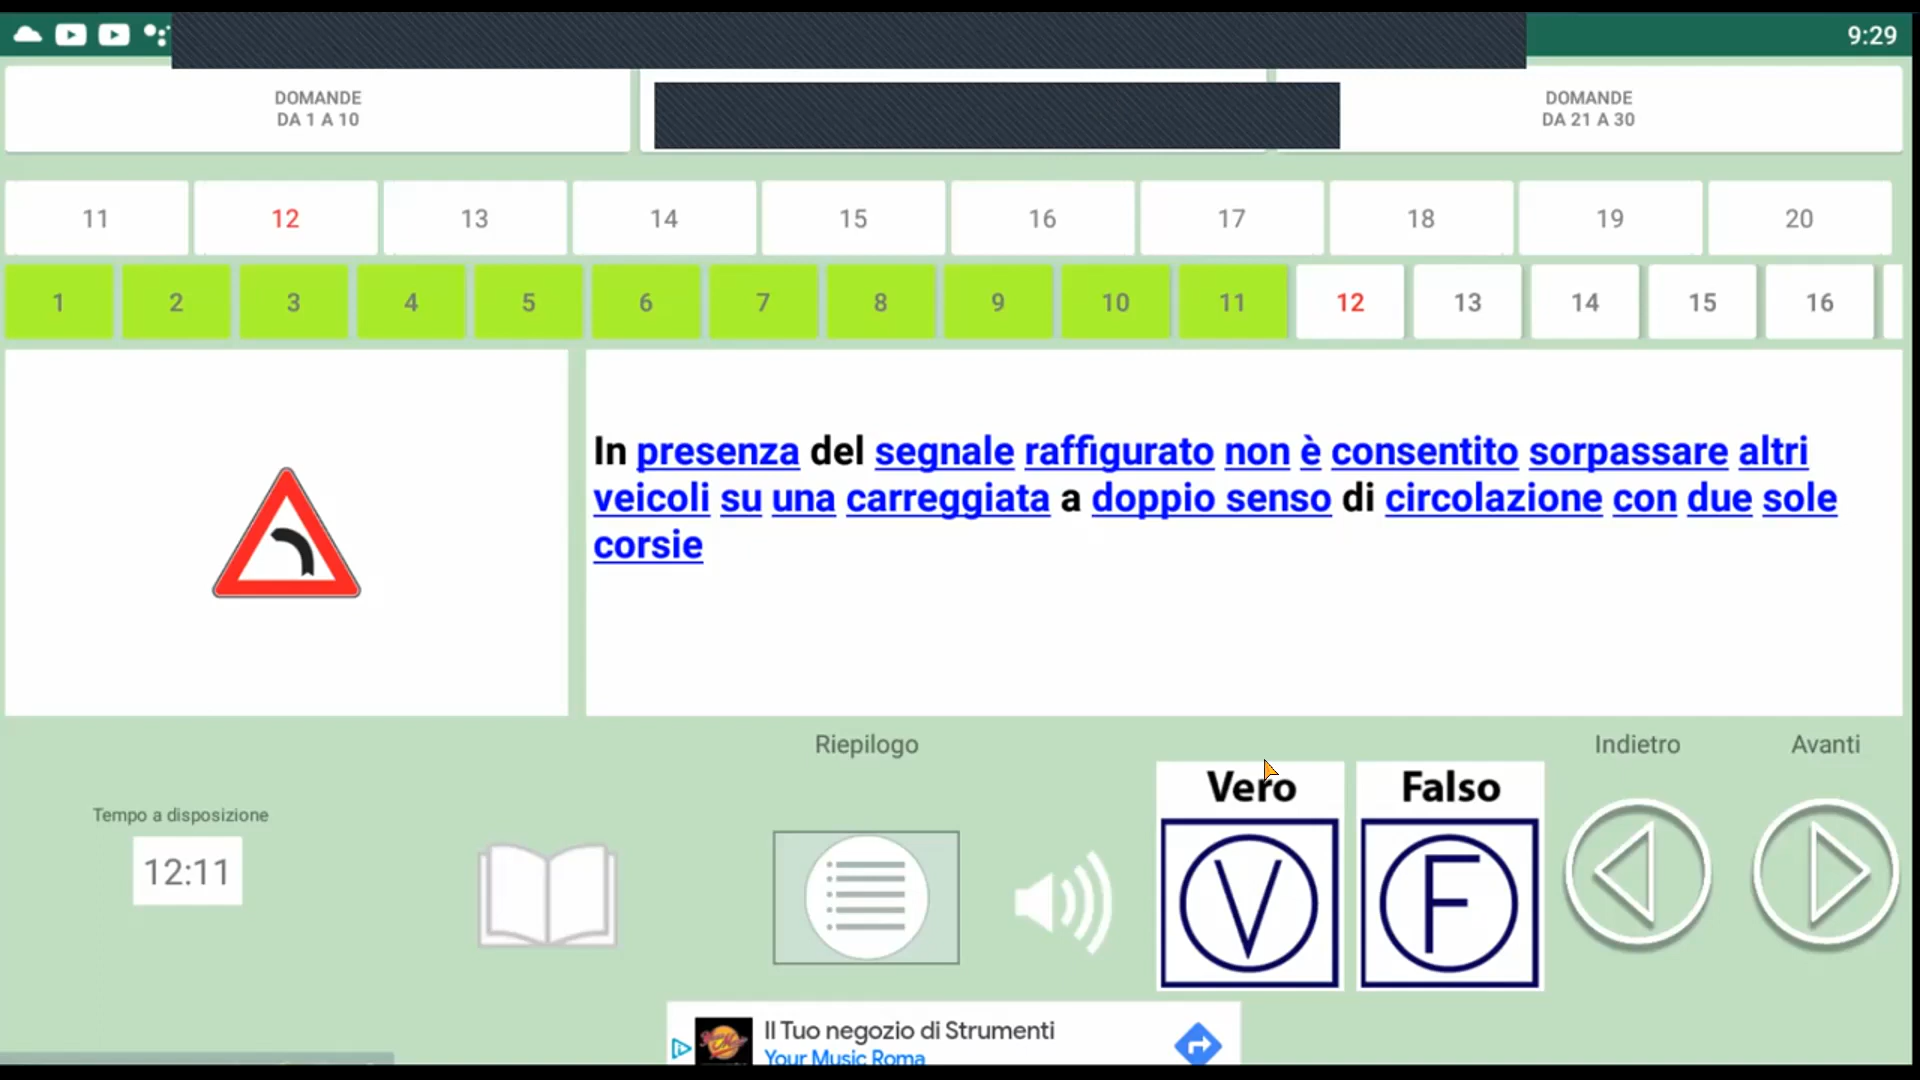 9:29
DOMANDE
DA 1 A 10
DOMANDE
DA 21 A 30
11 12 13 14 15 16 17 18 19 20
1 2 3 4 5 6 7 8 9 10 11 12 13 14 15 16
In presenza del segnale raffigurato non è consentito sorpassare altri
veicoli su una carreggiata a doppio senso di circolazione con due sole
corsie
Riepilogo
Indietro
Avanti
Vero
Falso
Tempo a disposizione
12:11
V
F
Il Tuo negozio di Strumenti
Your Music Roma